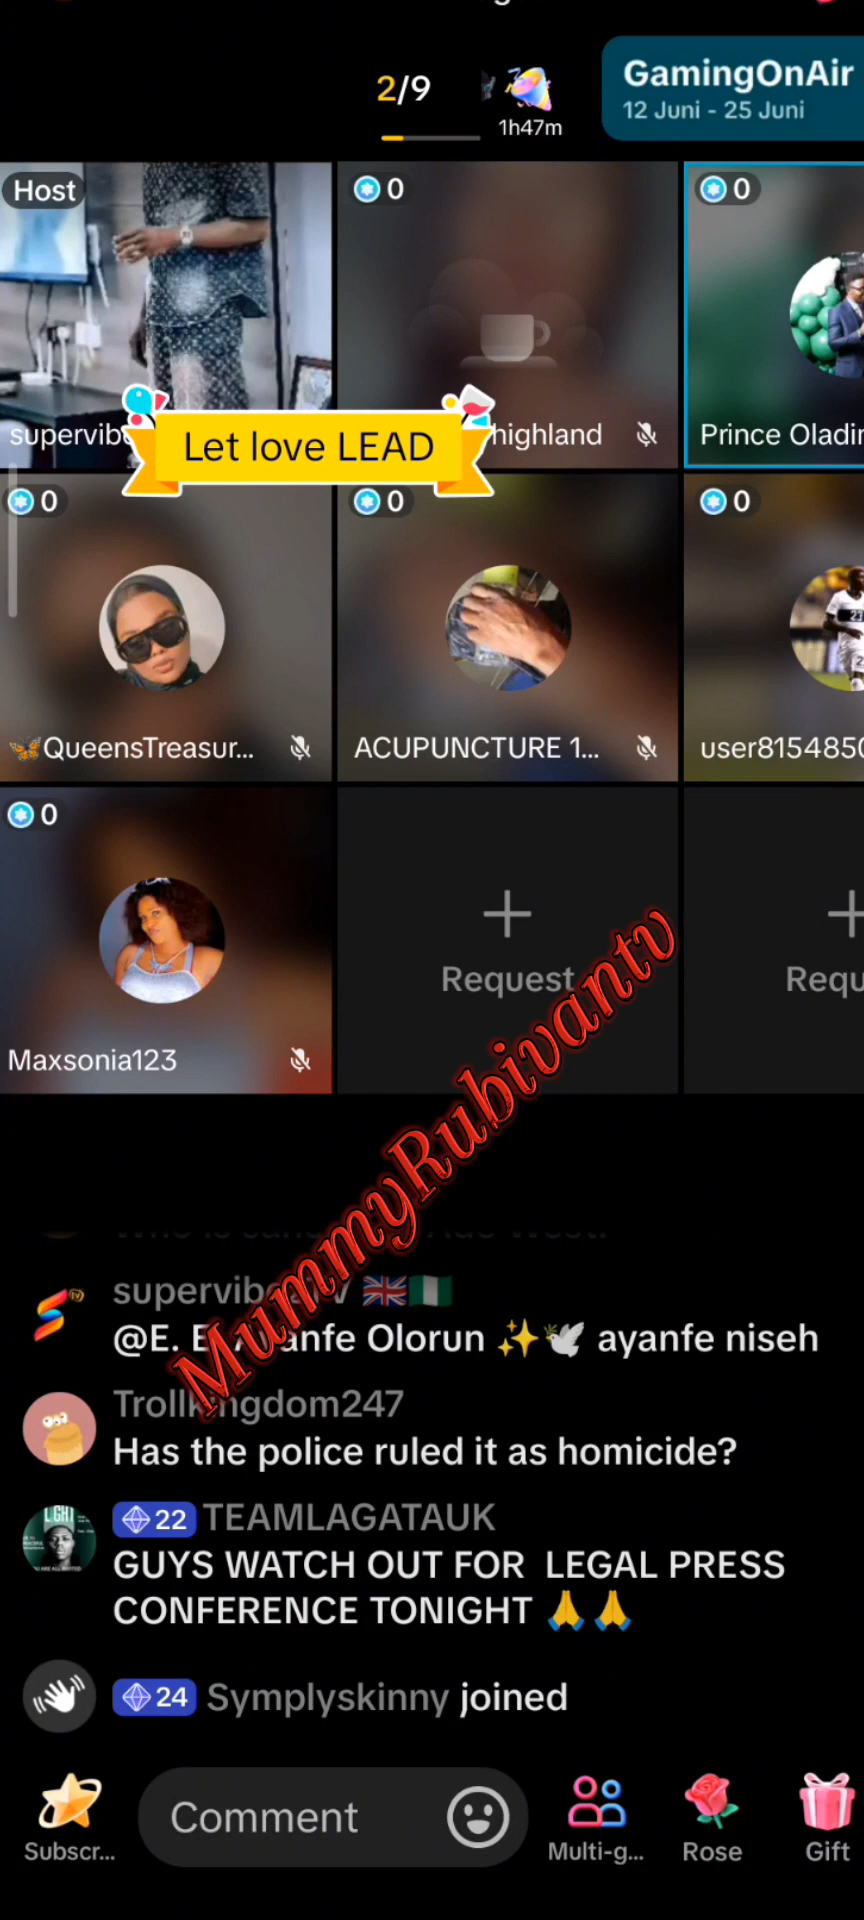 2/9
1h47m
GamingOnAir
12 Juni - 25 Juni
Host
0
0
Let love LEAD
highland
Prince Oladi
0
0
0
🦋QueensTreasur...
ACUPUNCTURE 1...
user8154850
0
Maxsonia123
+
Request
+
Requ
MummyRubivantv
supervib 🇬🇧🇳🇬
@E. Olorun ✨🕊️ ayanfe niseh
Trollkingdom247
Has the police ruled it as homicide?
22 TEAMLAGATAUK
GUYS WATCH OUT FOR LEGAL PRESS
CONFERENCE TONIGHT 🙏🙏
24 Symplyskinny joined
Comment
Subscr...
Multi-g...
Rose
Gift